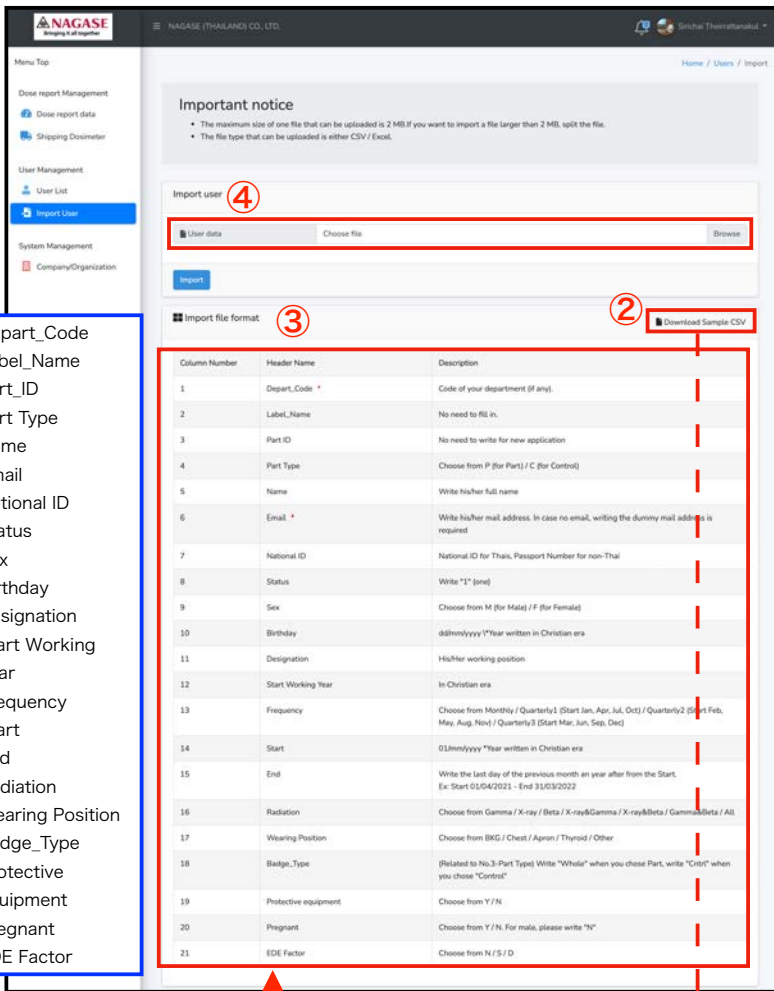 NAGASE
Bringing it all together
NAGASE (THAILAND) CO., LTD.
Sirichai Theinrattanakul
Menu Top
Home / Users / Import
Dose report Management
Dose report data
Shipping Dosimeter
User Management
User List
Import User
System Management
Company/Organization
Important notice
• The maximum size of one file that can be uploaded is 2 MB.If you want to import a file larger than 2 MB, split the file.
• The file type that can be uploaded is either CSV / Excel.
Import user
④
User data Choose file Browse
Import
Import file format
③
②
Download Sample CSV
Column Number Header Name Description
1 Depart_Code * Code of your department (if any).
2 Label_Name No need to fill in.
3 Part ID No need to write for new application
4 Part Type Choose from P (for Part) / C (for Control)
5 Name Write his/her full name
6 Email * Write his/her mail address. In case no email, writing the dummy mail address is
required
7 National ID National ID for Thais, Passport Number for non-Thai
8 Status Write "1" (one)
9 Sex Choose from M (for Male) / F (for Female)
10 Birthday dd/mm/yyyy \*Year written in Christian era
11 Designation His/Her working position
12 Start Working Year In Christian era
13 Frequency Choose from Monthly / Quarterly1 (Start Jan, Apr, Jul, Oct) / Quarterly2 (Start Feb,
May, Aug, Nov) / Quarterly3 (Start Mar, Jun, Sep, Dec)
14 Start 01/mm/yyyy *Year written in Christian era
15 End Write the last day of the previous month an year after from the Start.
Ex: Start 01/04/2021 - End 31/03/2022
16 Radiation Choose from Gamma / X-ray / Beta / X-ray&Gamma / X-ray&Beta / Gamma&Beta / All
17 Wearing Position Choose from BKG / Chest / Apron / Thyroid / Other
18 Badge_Type (Related to No.3-Part Type) Write "Whole" when you chose Part, write "Cntrl" when
you chose "Control"
19 Protective equipment Choose from Y / N
20 Pregnant Choose from Y / N. For male, please write "N"
21 EDE Factor Choose from N / S / D
part_Code
bel_Name
rt_ID
rt Type
me
nail
tional ID
atus
x
rthday
signation
art Working
ar
equency
art
d
diation
earing Position
dge_Type
otective
uipment
egnant
DE Factor